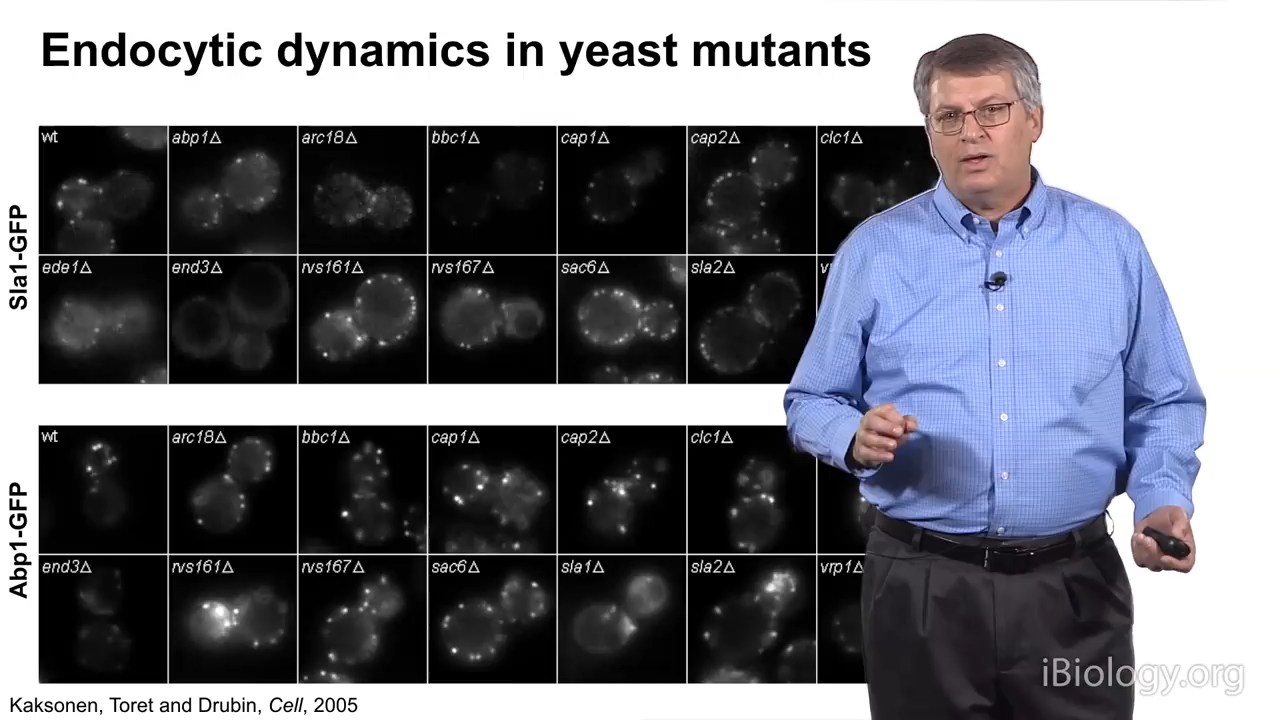 Endocytic dynamics in yeast mutants
Sla1-GFP
wt abp1Δ arc18Δ bbc1Δ cap1Δ cap2Δ clc1Δ
ede1Δ end3Δ rvs161Δ rvs167Δ sac6Δ sla2Δ
Abp1-GFP
wt arc18Δ bbc1Δ cap1Δ cap2Δ clc1Δ
end3Δ rvs161Δ rvs167Δ sac6Δ sla1Δ sla2Δ vrp1Δ
Kaksonen, Toret and Drubin, Cell, 2005
iBiology.org